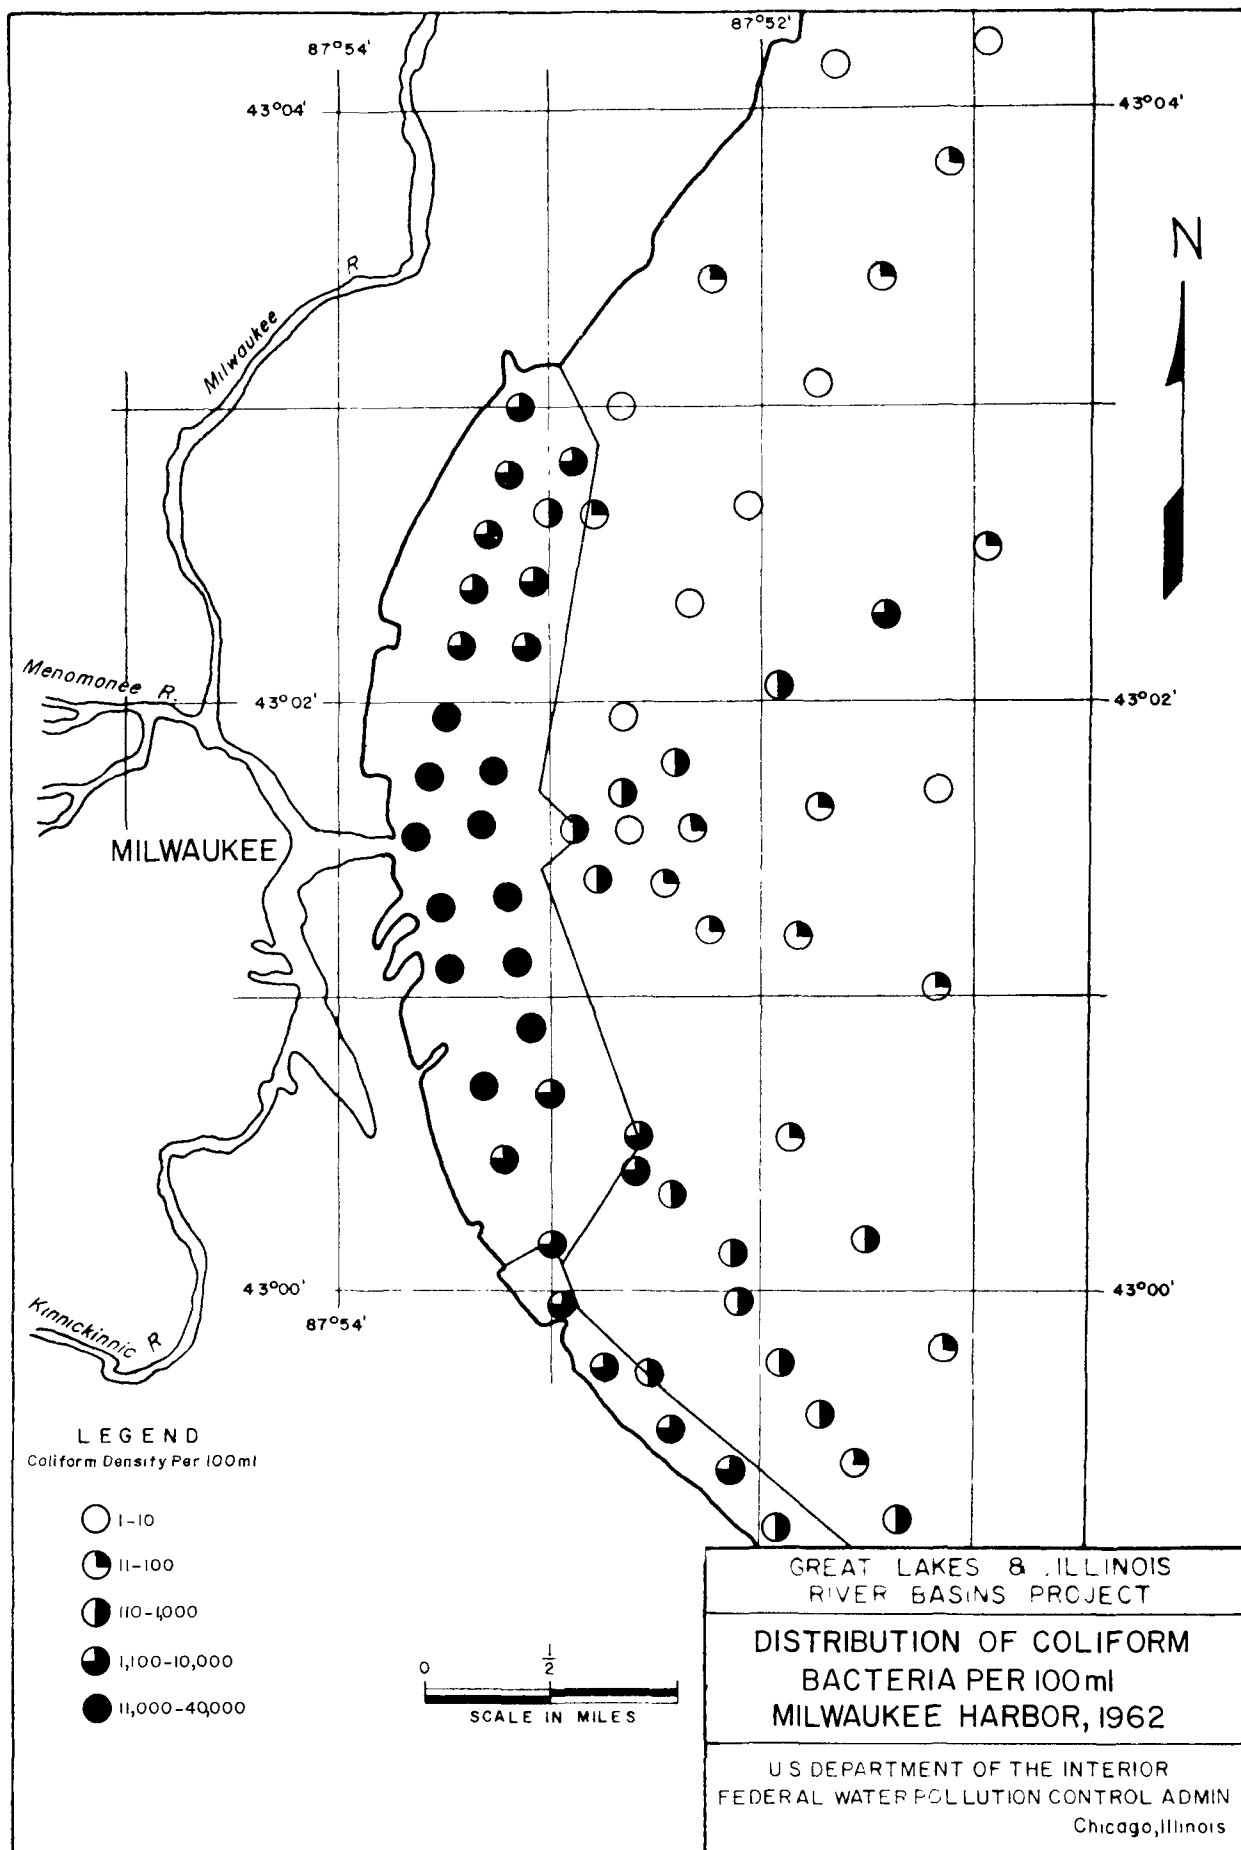 87°52'
87°54'
43°04'
43°04'
N
Milwaukee R
Menomonee R.
43°02'
43°02'
MILWAUKEE
43°00'
43°00'
87°54'
Kinnickinnic R
LEGEND
Coliform Density Per 100ml
1-10
11-100
110-1,000
1,100-10,000
11,000-40,000
0 ½
SCALE IN MILES
GREAT LAKES & ILLINOIS
RIVER BASINS PROJECT
DISTRIBUTION OF COLIFORM
BACTERIA PER 100ml
MILWAUKEE HARBOR, 1962
U S DEPARTMENT OF THE INTERIOR
FEDERAL WATER POLLUTION CONTROL ADMIN
Chicago, Illinois